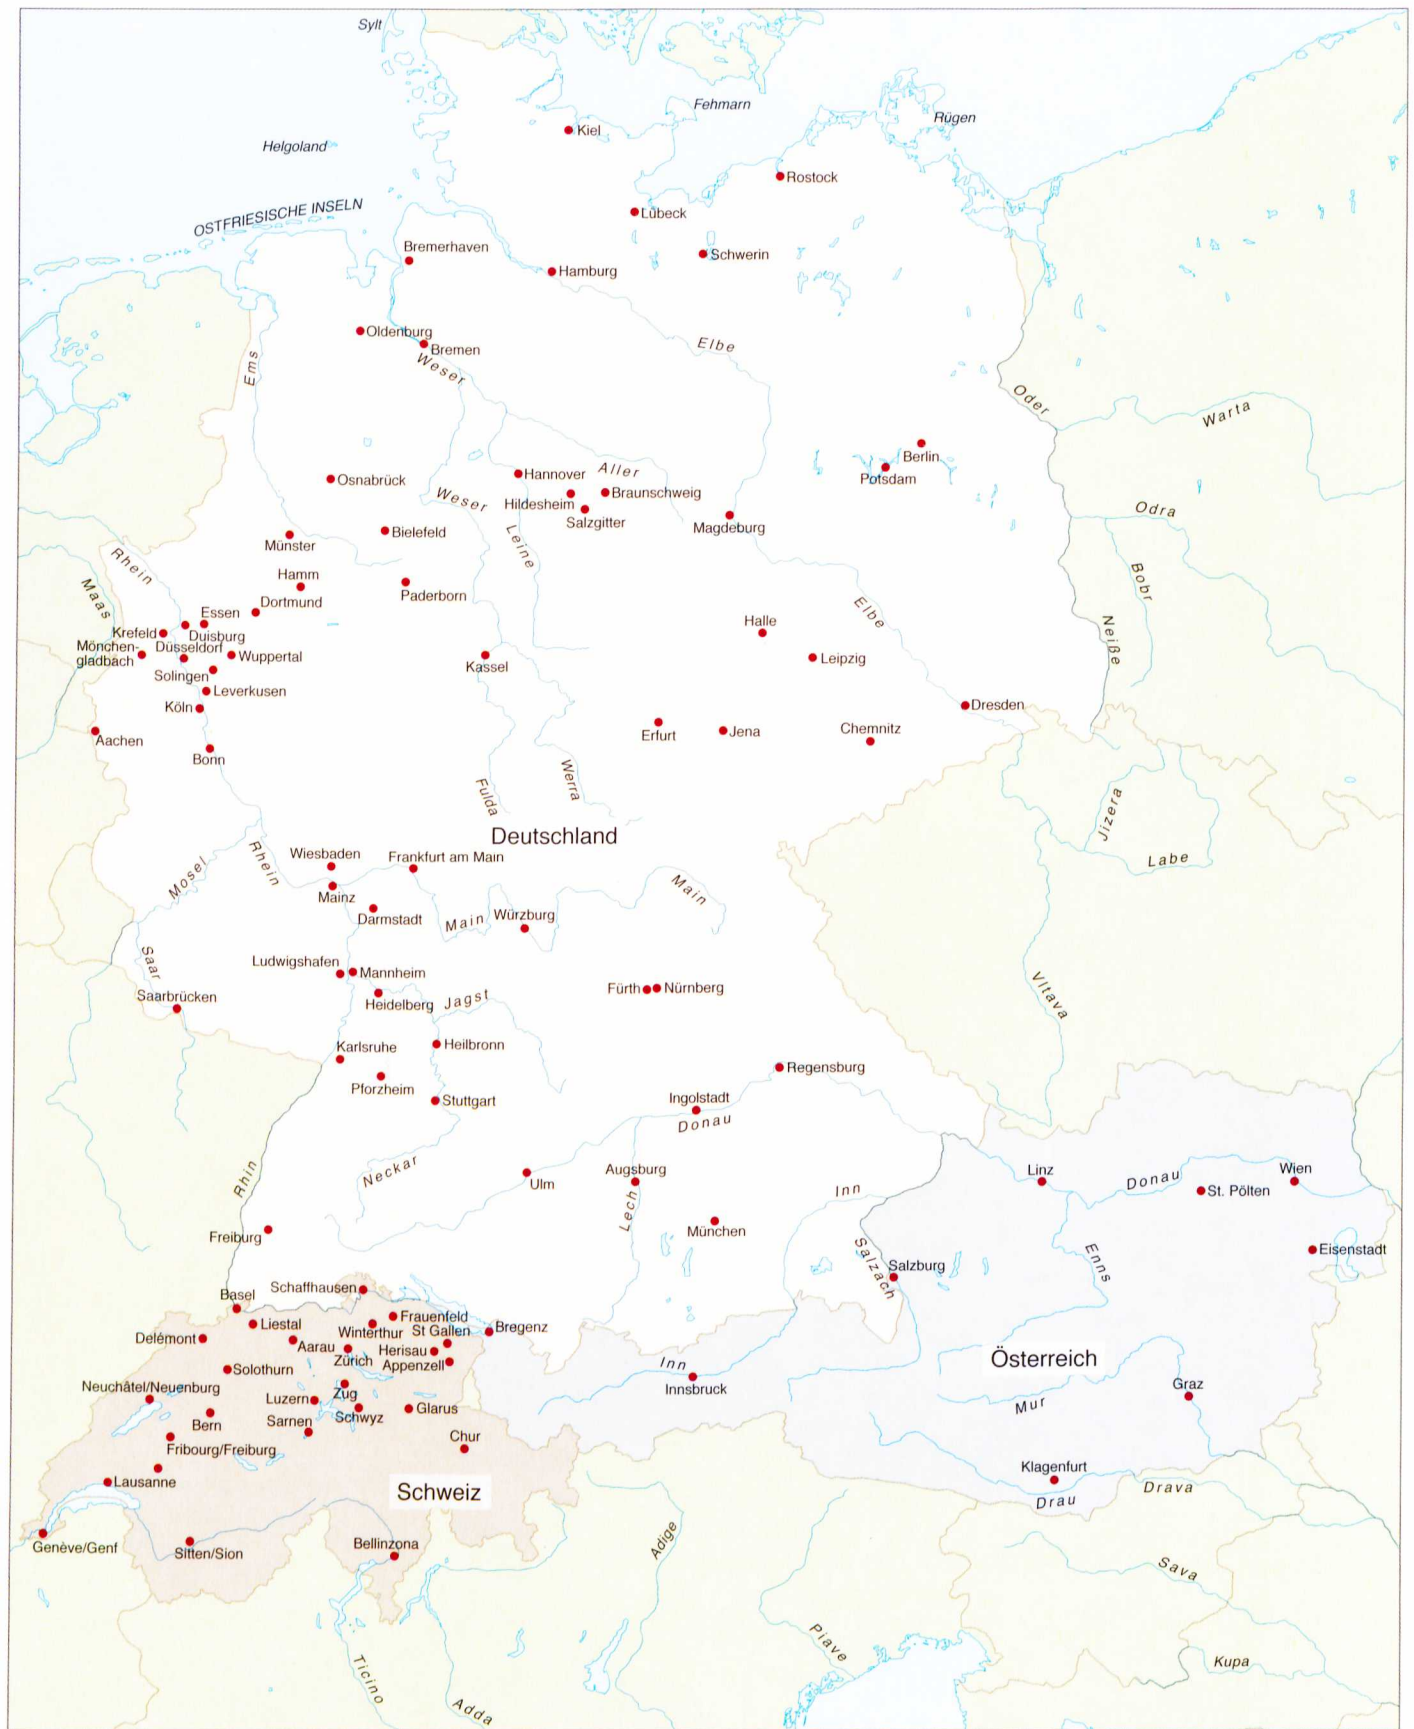 Sylt
Fehmarn
Rügen
Kiel
Helgoland
Rostock
OSTFRIESISCHE INSELN
Lübeck
Bremerhaven
Schwerin
Hamburg
Oldenburg
Bremen
Elbe
Ems
Weser
Oder
Warta
Berlin
Potsdam
Osnabrück
Hannover
Aller
Weser
Hildesheim
Braunschweig
Salzgitter
Magdeburg
Odra
Münster
Bielefeld
Leine
Rhein
Maas
Hamm
Paderborn
Bobr
Essen
Dortmund
Elbe
Halle
Krefeld
Duisburg
Neiße
Mönchen-
gladbach
Düsseldorf
Wuppertal
Kassel
Leipzig
Solingen
Leverkusen
Köln
Dresden
Aachen
Bonn
Erfurt
Jena
Chemnitz
Fulda
Werra
Jizera
Deutschland
Labe
Mosel
Rhein
Wiesbaden
Frankfurt am Main
Mainz
Main
Darmstadt
Main
Würzburg
Saar
Ludwigshafen
Mannheim
Vltava
Saarbrücken
Heidelberg
Jagst
Fürth
Nürnberg
Karlsruhe
Heilbronn
Pforzheim
Regensburg
Stuttgart
Ingolstadt
Donau
Rhin
Neckar
Ulm
Augsburg
Lech
Inn
Linz
Donau
Wien
St. Pölten
München
Freiburg
Salzach
Salzburg
Enns
Eisenstadt
Schaffhausen
Basel
Liestal
Frauenfeld
Winterthur
St Gallen
Bregenz
Delémont
Aarau
Zürich
Herisau
Appenzell
Solothurn
Inn
Innsbruck
Österreich
Neuchâtel/Neuenburg
Luzern
Zug
Graz
Bern
Sarnen
Schwyz
Glarus
Mur
Fribourg/Freiburg
Chur
Lausanne
Schweiz
Klagenfurt
Drau
Drava
Genève/Genf
Sitten/Sion
Bellinzona
Adige
Sava
Piave
Kupa
Ticino
Adda